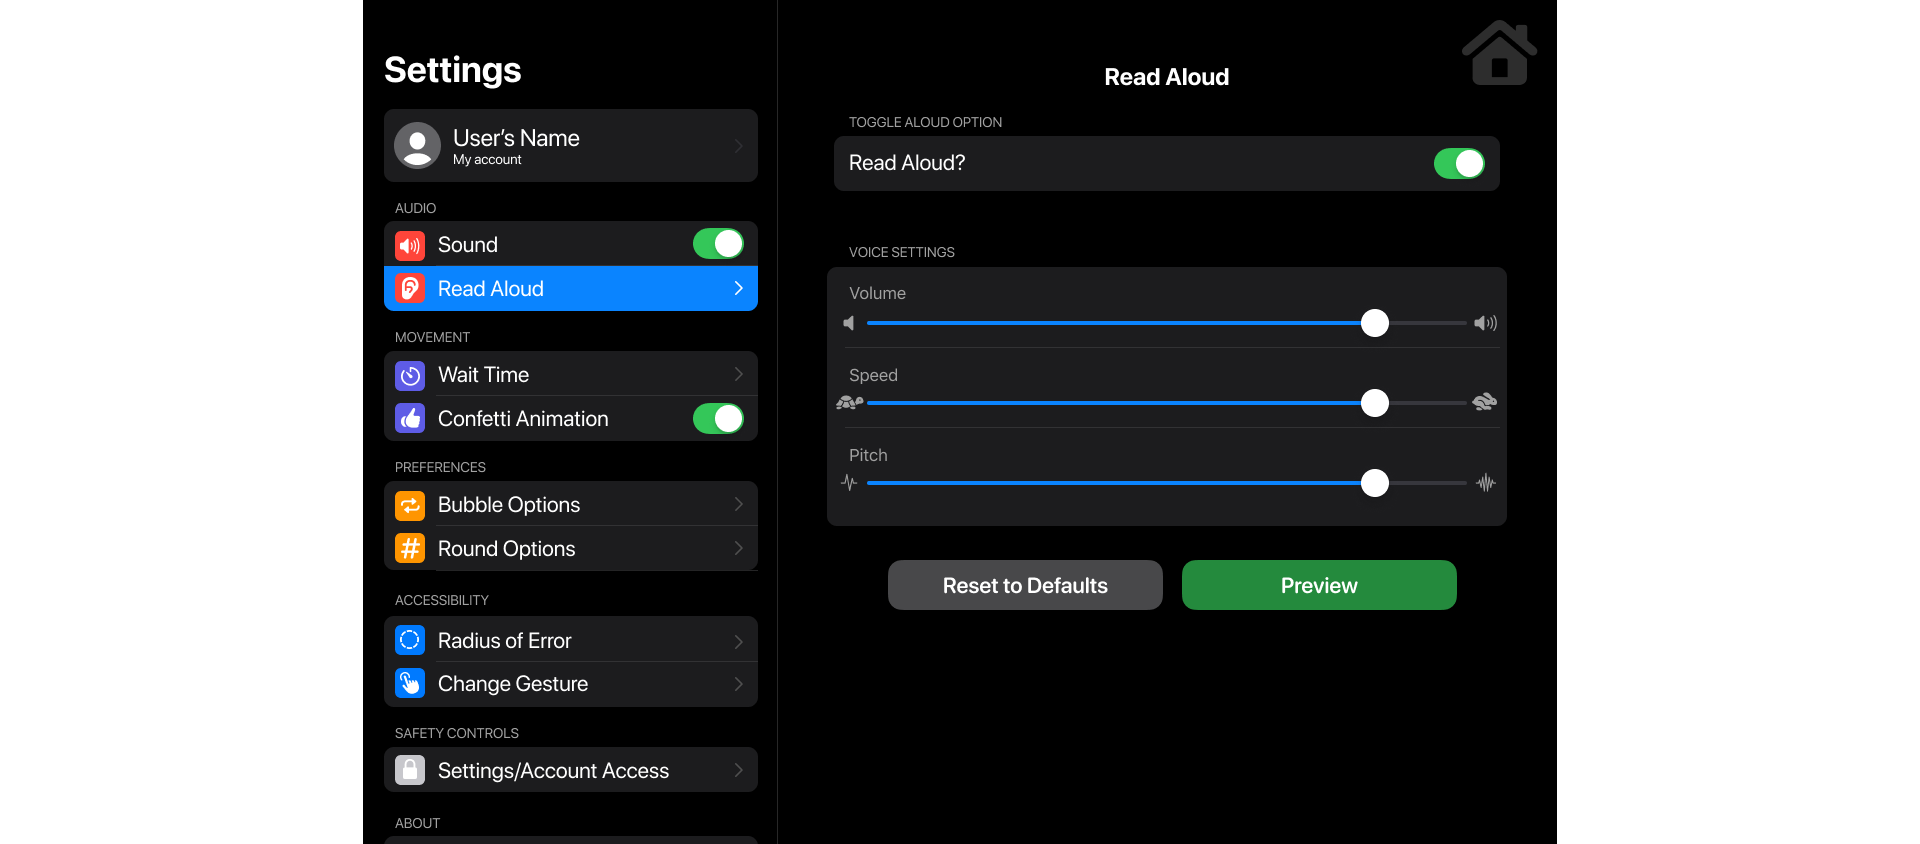 Settings
User's Name
My account
AUDIO
Sound
Read Aloud
MOVEMENT
Wait Time
Confetti Animation
PREFERENCES
Bubble Options
Round Options
ACCESSIBILITY
Radius of Error
Change Gesture
SAFETY CONTROLS
Settings/Account Access
ABOUT
Read Aloud
TOGGLE ALOUD OPTION
Read Aloud?
VOICE SETTINGS
Volume
Speed
Pitch
Reset to Defaults
Preview